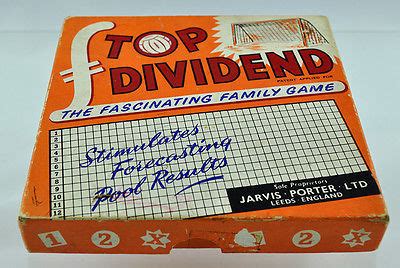 £ TOP
DIVIDEND
PATENT APPLIED FOR
THE FASCINATING FAMILY GAME
1
2
3
4
5
6
7
8
9
10
11
12
Stimulates
Forecasting
Pool Results
Sole Proprietors
JARVIS · PORTER · LTD
LEEDS · ENGLAND
1 2 X 1 2 X